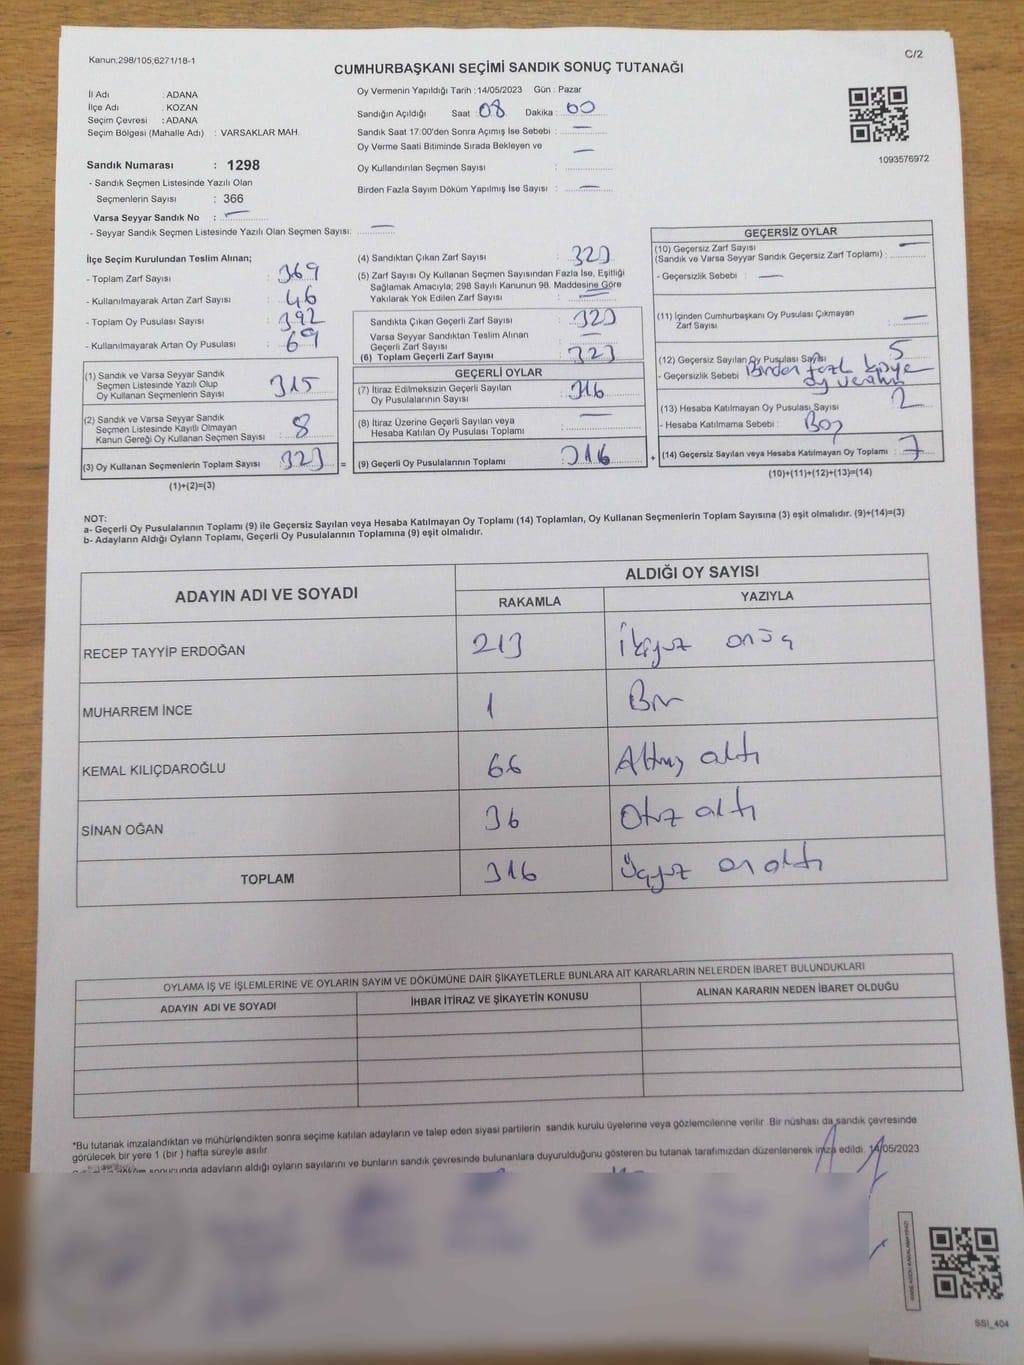 Kanun;298/105;6271/18-1
C/2
CUMHURBAŞKANI SEÇİMİ SANDIK SONUÇ TUTANAĞI
İl Adı : ADANA
İlçe Adı : KOZAN
Seçim Çevresi : ADANA
Seçim Bölgesi (Mahalle Adı) : VARSAKLAR MAH.
Sandık Numarası : 1298
- Sandık Seçmen Listesinde Yazılı Olan
Seçmenlerin Sayısı : 366
Varsa Seyyar Sandık No : —
- Seyyar Sandık Seçmen Listesinde Yazılı Olan Seçmen Sayısı: —
Oy Vermenin Yapıldığı Tarih : 14/05/2023 Gün : Pazar
Sandığın Açıldığı Saat : 08 Dakika : 00
Sandık Saat 17:00'den Sonra Açımış İse Sebebi : —
Oy Verme Saati Bitiminde Sırada Bekleyen ve —
Oy Kullandırılan Seçmen Sayısı :
Birden Fazla Sayım Döküm Yapılmış İse Sayısı : —
1093576972
İlçe Seçim Kurulundan Teslim Alınan;
- Toplam Zarf Sayısı : 369
- Kullanılmayarak Artan Zarf Sayısı : 46
- Toplam Oy Pusulası Sayısı : 392
- Kullanılmayarak Artan Oy Pusulası : 69
(1) Sandık ve Varsa Seyyar Sandık
Seçmen Listesinde Yazılı Olup
Oy Kullanan Seçmenlerin Sayısı : 315
(2) Sandık ve Varsa Seyyar Sandık
Seçmen Listesinde Kayıtlı Olmayan
Kanun Gereği Oy Kullanan Seçmen Sayısı : 8
(3) Oy Kullanan Seçmenlerin Toplam Sayısı : 323 =
(1)+(2)=(3)
(4) Sandıktan Çıkan Zarf Sayısı : 323
(5) Zarf Sayısı Oy Kullanan Seçmen Sayısından Fazla İse, Eşitliği
Sağlamak Amacıyla; 298 Sayılı Kanunun 98. Maddesine Göre
Yakılarak Yok Edilen Zarf Sayısı : —
Sandıkta Çıkan Geçerli Zarf Sayısı : 323
Varsa Seyyar Sandıktan Teslim Alınan
Geçerli Zarf Sayısı : —
(6) Toplam Geçerli Zarf Sayısı : 323
GEÇERLİ OYLAR
(7) İtiraz Edilmeksizin Geçerli Sayılan
Oy Pusulalarının Sayısı : 316
(8) İtiraz Üzerine Geçerli Sayılan veya
Hesaba Katılan Oy Pusulası Toplamı : —
(9) Geçerli Oy Pusulalarının Toplamı : 316 +
GEÇERSİZ OYLAR
(10) Geçersiz Zarf Sayısı —
(Sandık ve Varsa Seyyar Sandık Geçersiz Zarf Toplamı) :
- Geçersizlik Sebebi : —
(11) İçinden Cumhurbaşkanı Oy Pusulası Çıkmayan
Zarf Sayısı : —
(12) Geçersiz Sayılan Oy Pusulası Sayısı : 5
- Geçersizlik Sebebi : Birden fazla kişiye
oy verilmiş
(13) Hesaba Katılmayan Oy Pusulası Sayısı 2
- Hesaba Katılmama Sebebi : Boş
(14) Geçersiz Sayılan veya Hesaba Katılmayan Oy Toplamı : 7
(10)+(11)+(12)+(13)=(14)
NOT:
a- Geçerli Oy Pusulalarının Toplamı (9) ile Geçersiz Sayılan veya Hesaba Katılmayan Oy Toplamı (14) Toplamları, Oy Kullanan Seçmenlerin Toplam Sayısına (3) eşit olmalıdır. (9)+(14)=(3)
b- Adayların Aldığı Oyların Toplamı, Geçerli Oy Pusulalarının Toplamına (9) eşit olmalıdır.
ADAYIN ADI VE SOYADI ALDIĞI OY SAYISI
RAKAMLA YAZIYLA
RECEP TAYYİP ERDOĞAN 213 İkiyüz onüç
MUHARREM İNCE 1 Bir
KEMAL KILIÇDAROĞLU 66 Altmış altı
SİNAN OĞAN 36 Otuz altı
TOPLAM 316 Üçyüz on altı
OYLAMA İŞ VE İŞLEMLERİNE VE OYLARIN SAYIM VE DÖKÜMÜNE DAİR ŞİKAYETLERLE BUNLARA AİT KARARLARIN NELERDEN İBARET BULUNDUKLARI
ADAYIN ADI VE SOYADI İHBAR İTİRAZ VE ŞİKAYETİN KONUSU ALINAN KARARIN NEDEN İBARET OLDUĞU
*Bu tutanak imzalandıktan ve mühürlendikten sonra seçime katılan adayların ve talep eden siyasi partilerin sandık kurulu üyelerine veya gözlemcilerine verilir. Bir nüshası da sandık çevresinde
görülecek bir yere 1 (bir) hafta süreyle asılır.
sonucunda adayların aldığı oyların sayılarını ve bunların sandık çevresinde bulunanlara duyurulduğunu gösteren bu tutanak tarafımızdan düzenlenerek imza edildi. 14/05/2023
SSI_404